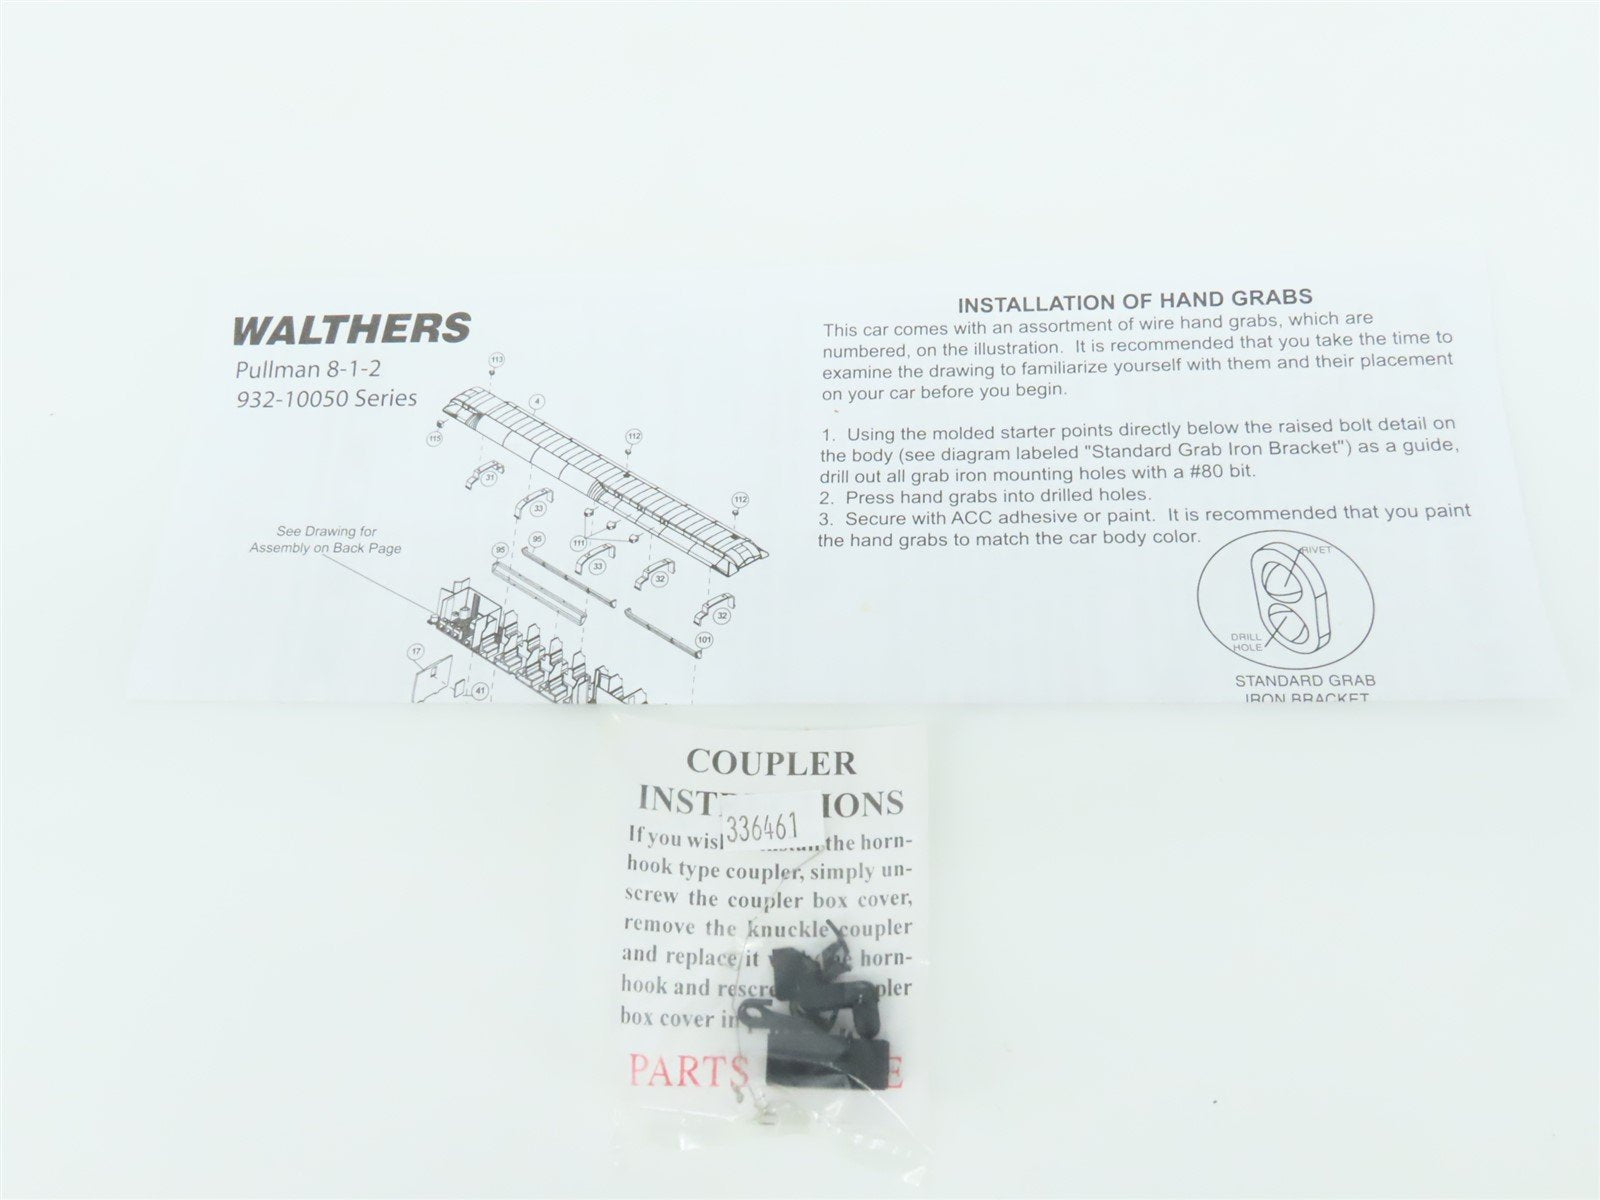 WALTHERS
Pullman 8-1-2
932-10050 Series
113
4
115
112
31
33
112
111
See Drawing for
Assembly on Back Page
95
95
33
32
32
101
17
41
INSTALLATION OF HAND GRABS
This car comes with an assortment of wire hand grabs, which are
numbered, on the illustration. It is recommended that you take the time to
examine the drawing to familiarize yourself with them and their placement
on your car before you begin.
1. Using the molded starter points directly below the raised bolt detail on
the body (see diagram labeled "Standard Grab Iron Bracket") as a guide,
drill out all grab iron mounting holes with a #80 bit.
2. Press hand grabs into drilled holes.
3. Secure with ACC adhesive or paint. It is recommended that you paint
the hand grabs to match the car body color.
RIVET
DRILL
HOLE
STANDARD GRAB
IRON BRACKET
COUPLER
INST IONS
336461
If you wis the horn-
hook type coupler, simply un-
screw the coupler box cover,
remove the knuckle coupler
and replace it horn-
hook and rescre pler
box cover in
PARTS E